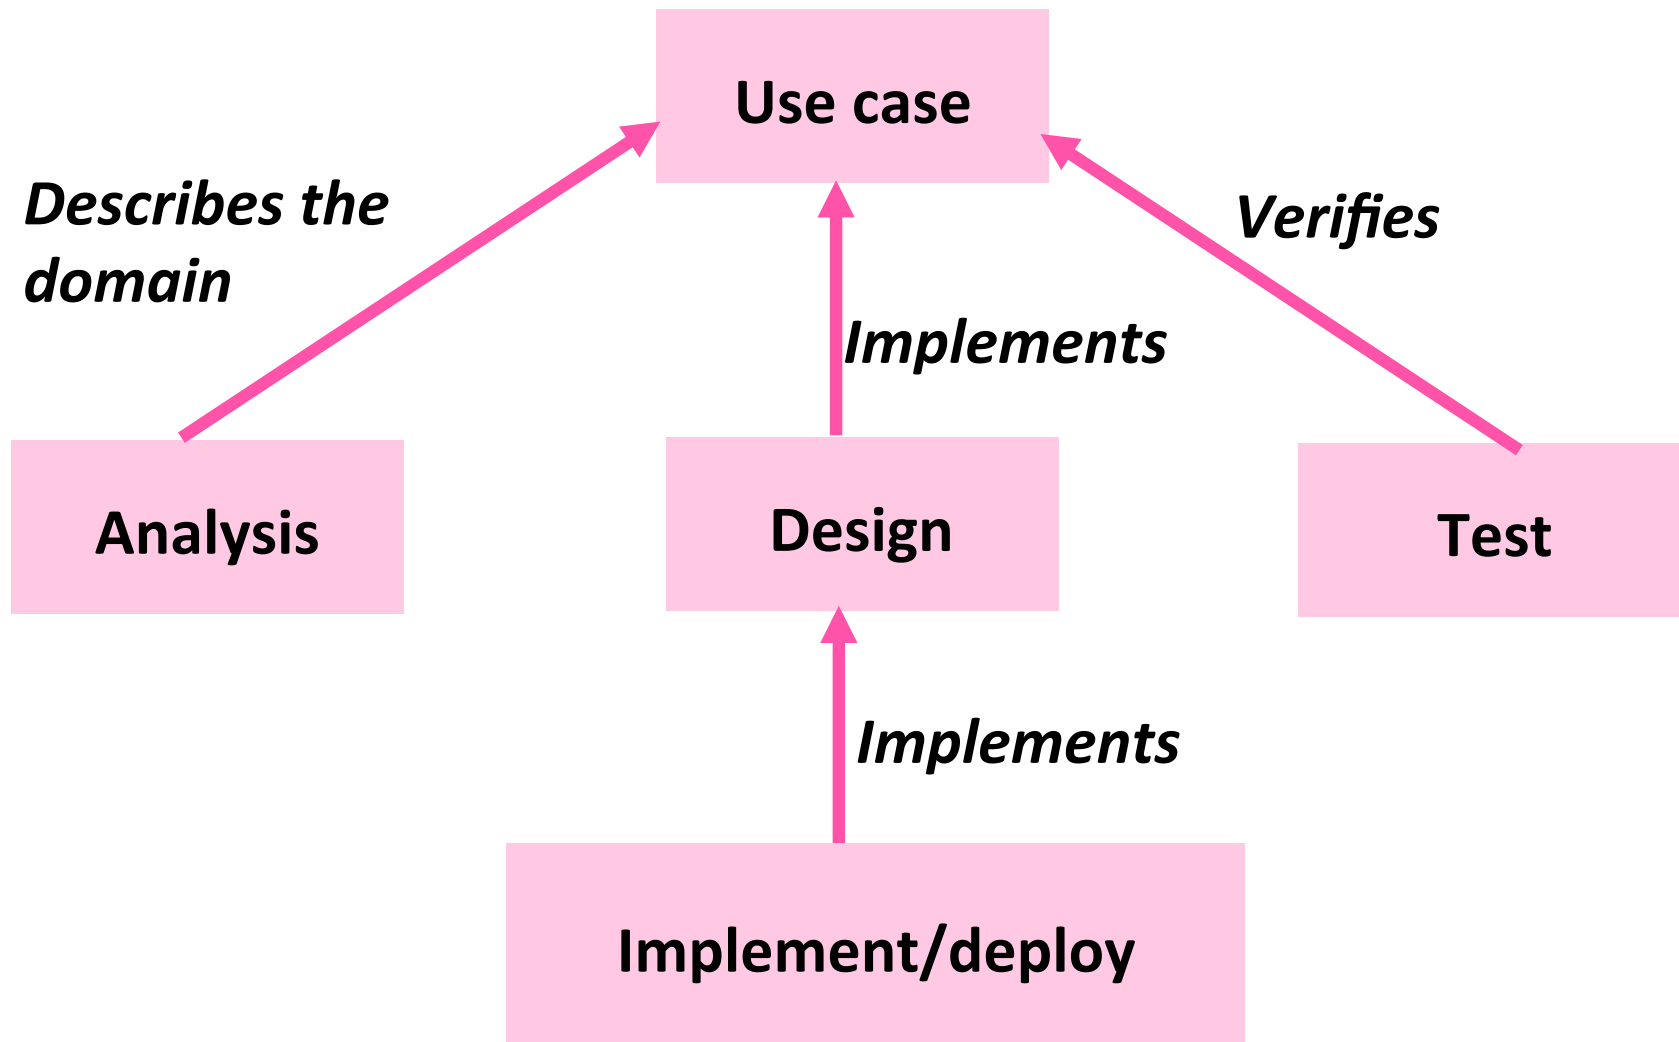 Use case
Describes the
domain
Verifies
Implements
Analysis
Design
Test
Implements
Implement/deploy